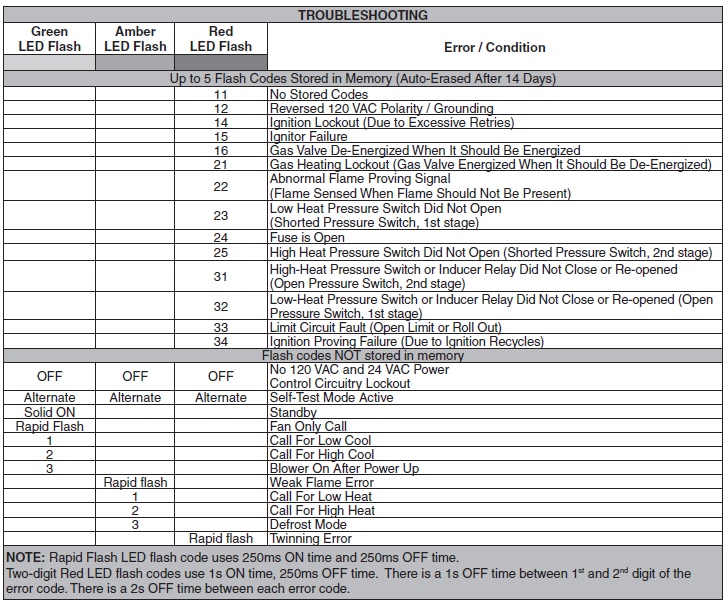 TROUBLESHOOTING
Green
LED Flash
Amber
LED Flash
Red
LED Flash
Error / Condition
Up to 5 Flash Codes Stored in Memory (Auto-Erased After 14 Days)
11 No Stored Codes
12 Reversed 120 VAC Polarity / Grounding
14 Ignition Lockout (Due to Excessive Retries)
15 Ignitor Failure
16 Gas Valve De-Energized When It Should Be Energized
21 Gas Heating Lockout (Gas Valve Energized When It Should Be De-Energized)
22 Abnormal Flame Proving Signal
(Flame Sensed When Flame Should Not Be Present)
23 Low Heat Pressure Switch Did Not Open
(Shorted Pressure Switch, 1st stage)
24 Fuse is Open
25 High Heat Pressure Switch Did Not Open (Shorted Pressure Switch, 2nd stage)
31 High-Heat Pressure Switch or Inducer Relay Did Not Close or Re-opened
(Open Pressure Switch, 2nd stage)
32 Low-Heat Pressure Switch or Inducer Relay Did Not Close or Re-opened (Open
Pressure Switch, 1st stage)
33 Limit Circuit Fault (Open Limit or Roll Out)
34 Ignition Proving Failure (Due to Ignition Recycles)
Flash codes NOT stored in memory
OFF OFF OFF No 120 VAC and 24 VAC Power
Control Circuitry Lockout
Alternate Alternate Alternate Self-Test Mode Active
Solid ON Standby
Rapid Flash Fan Only Call
1 Call For Low Cool
2 Call For High Cool
3 Blower On After Power Up
Rapid flash Weak Flame Error
1 Call For Low Heat
2 Call For High Heat
3 Defrost Mode
Rapid flash Twinning Error
NOTE: Rapid Flash LED flash code uses 250ms ON time and 250ms OFF time.
Two-digit Red LED flash codes use 1s ON time, 250ms OFF time. There is a 1s OFF time between 1st and 2nd digit of the
error code. There is a 2s OFF time between each error code.